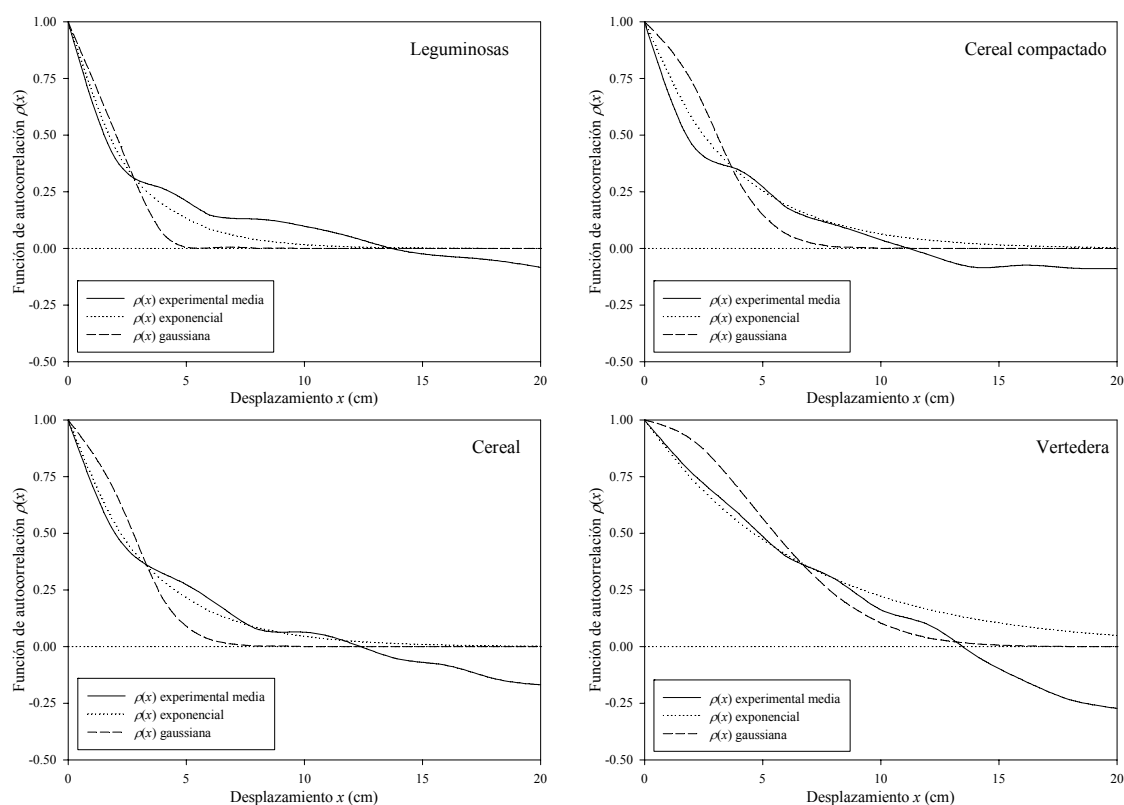 Leguminosas
Función de autocorrelación ρ(x)
1.00
0.75
0.50
0.25
0.00
-0.25
-0.50
ρ(x) experimental media
ρ(x) exponencial
ρ(x) gaussiana
0 5 10 15 20
Desplazamiento x (cm)
Cereal compactado
Función de autocorrelación ρ(x)
1.00
0.75
0.50
0.25
0.00
-0.25
-0.50
ρ(x) experimental media
ρ(x) exponencial
ρ(x) gaussiana
0 5 10 15 20
Desplazamiento x (cm)
Cereal
Función de autocorrelación ρ(x)
1.00
0.75
0.50
0.25
0.00
-0.25
-0.50
ρ(x) experimental media
ρ(x) exponencial
ρ(x) gaussiana
0 5 10 15 20
Desplazamiento x (cm)
Vertedera
Función de autocorrelación ρ(x)
1.00
0.75
0.50
0.25
0.00
-0.25
-0.50
ρ(x) experimental media
ρ(x) exponencial
ρ(x) gaussiana
0 5 10 15 20
Desplazamiento x (cm)